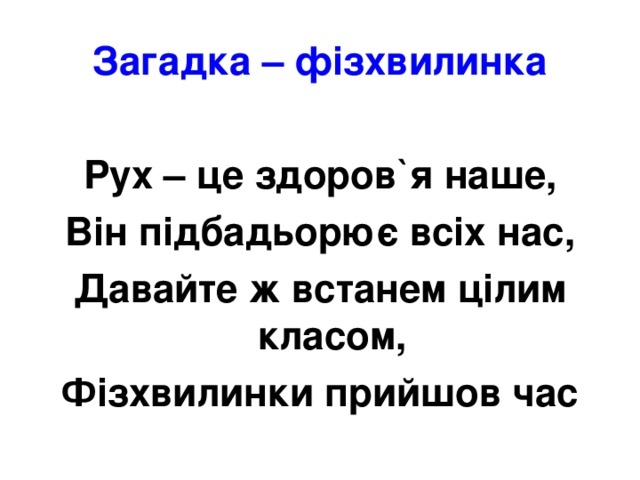 Загадка – фізхвилинка
Рух – це здоров`я наше,
Він підбадьорює всіх нас,
Давайте ж встанем цілим
класом,
Фізхвилинки прийшов час